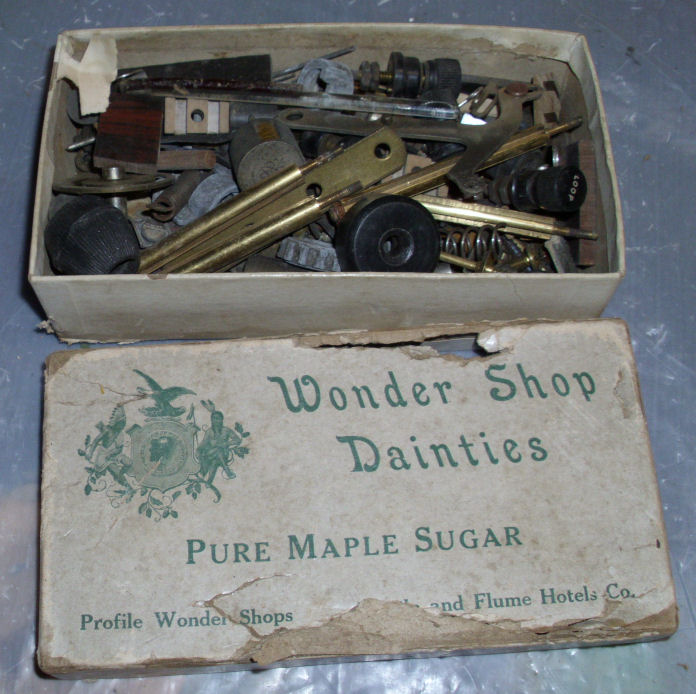 LOOP
Wonder Shop
Dainties
PURE MAPLE SUGAR
Profile Wonder Shops and Flume Hotels Co.